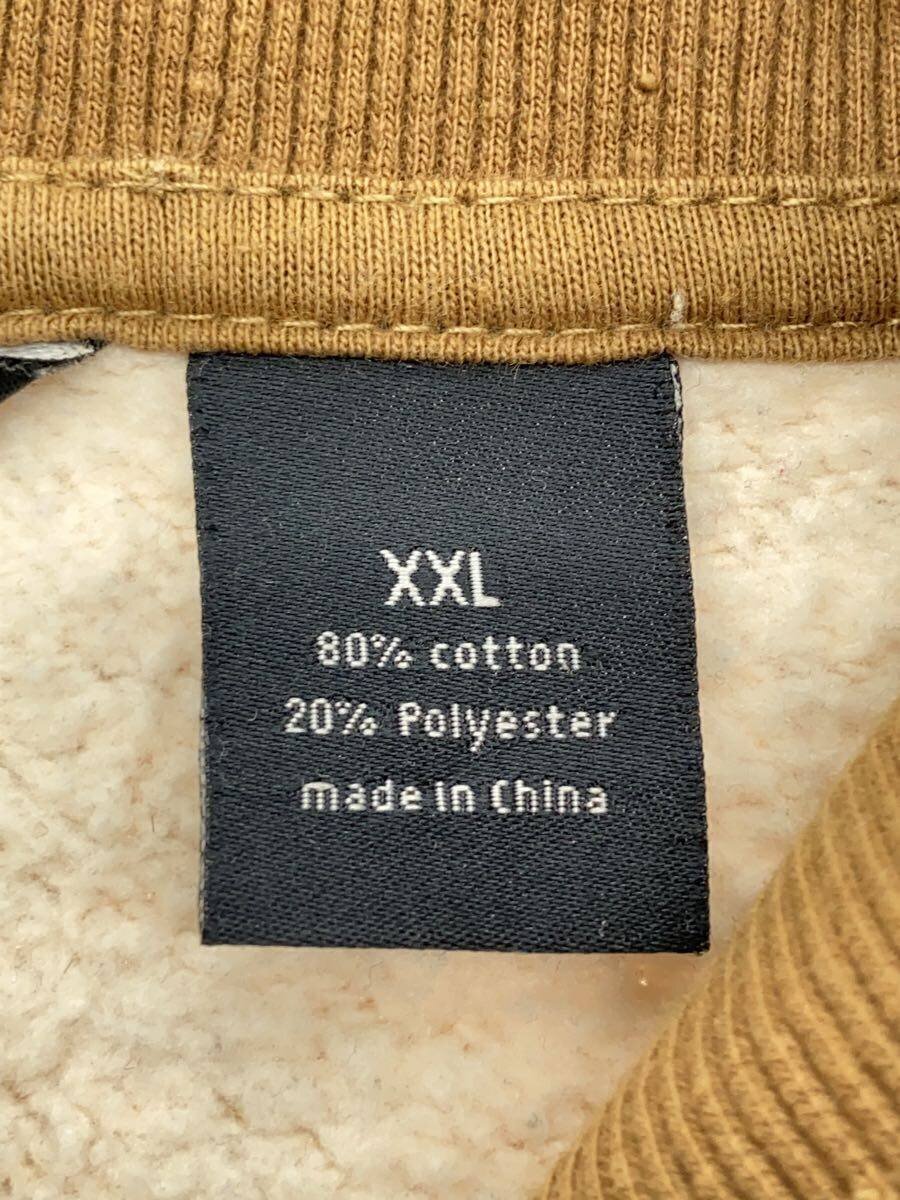 XXL
80% cotton
20% Polyester
made in China